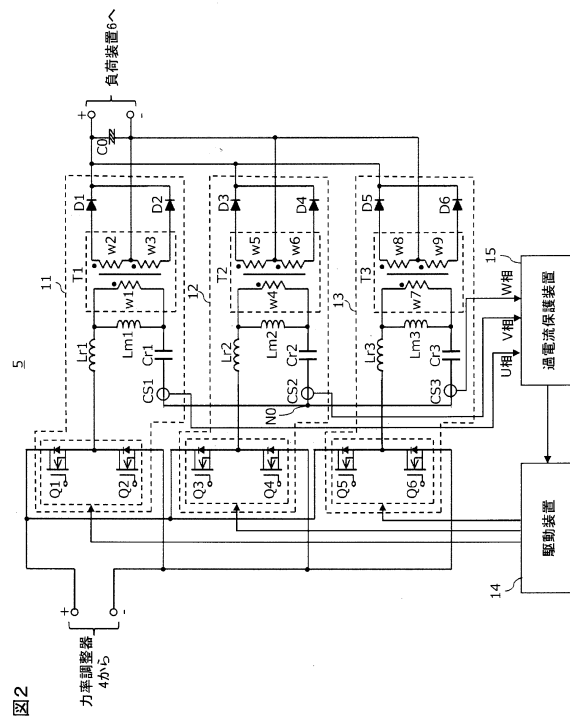 図2
5
力率調整器
4から
+
-
負荷装置6へ
+
-
C0
11
Q1
Q2
Lr1
Lm1
Cr1
CS1
T1
w1
w2
w3
D1
D2
12
Q3
Q4
Lr2
Lm2
Cr2
CS2
N0
T2
w4
w5
w6
D3
D4
13
Q5
Q6
Lr3
Lm3
Cr3
CS3
T3
w7
w8
w9
D5
D6
U相
V相
W相
14
駆動装置
15
過電流保護装置